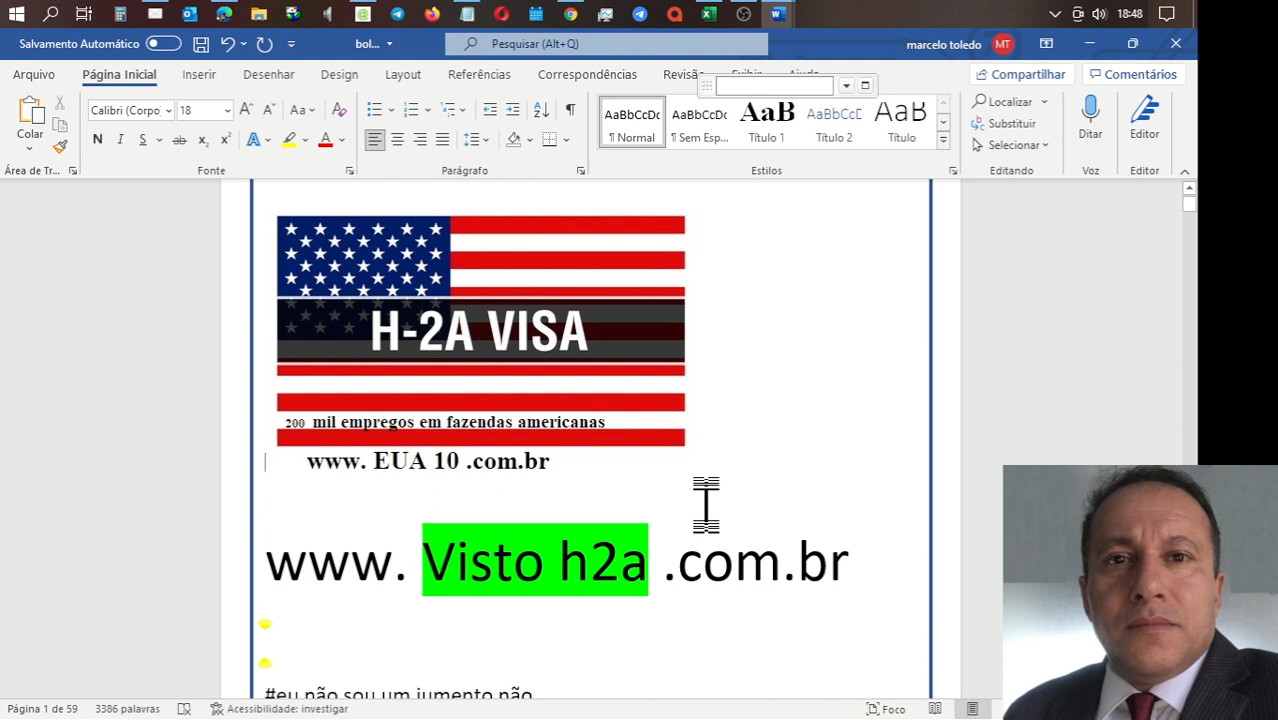 18:48
Salvamento Automático
bol...
Pesquisar (Alt+Q)
marcelo toledo
MT
Arquivo
Página Inicial
Inserir
Desenhar
Design
Layout
Referências
Correspondências
Compartilhar
Comentários
Colar
Calibri (Corpo
18
AaBbCcDc
¶ Normal
AaBbCcDc
¶ Sem Esp...
AaB
Título 1
AaBbCcD
Título 2
AaB
Título
Localizar
Substituir
Selecionar
Ditar
Editor
Área de Tr...
Fonte
Parágrafo
Estilos
Editando
Voz
Editor
H-2A VISA
200 mil empregos em fazendas americanas
www. EUA 10 .com.br
www. Visto h2a .com.br
#eu não sou um jumento não
Página 1 de 59
3386 palavras
Acessibilidade: investigar
Foco